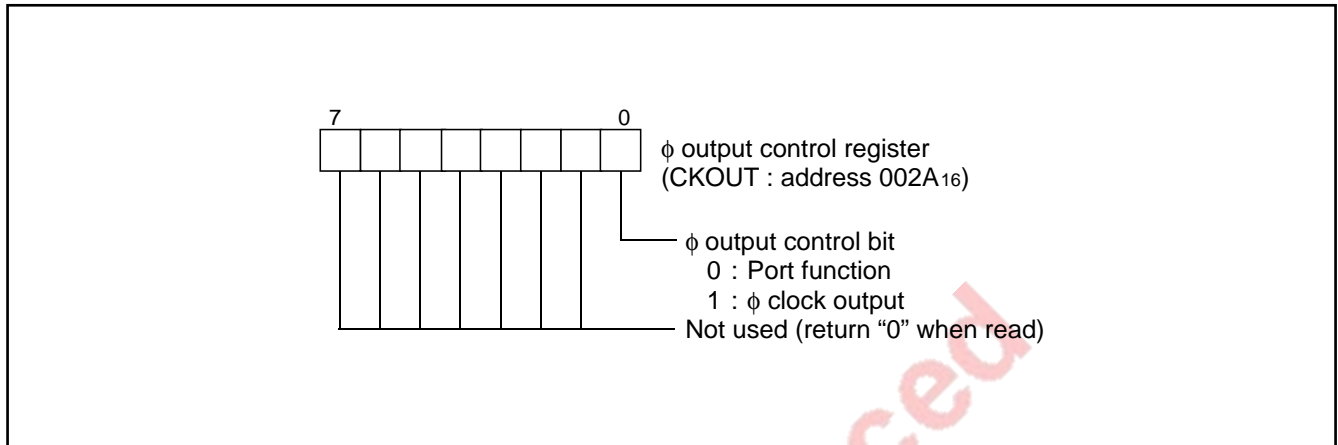 7 0
ϕ output control register
(CKOUT : address 002A16)
ϕ output control bit
0 : Port function
1 : ϕ clock output
Not used (return “0” when read)